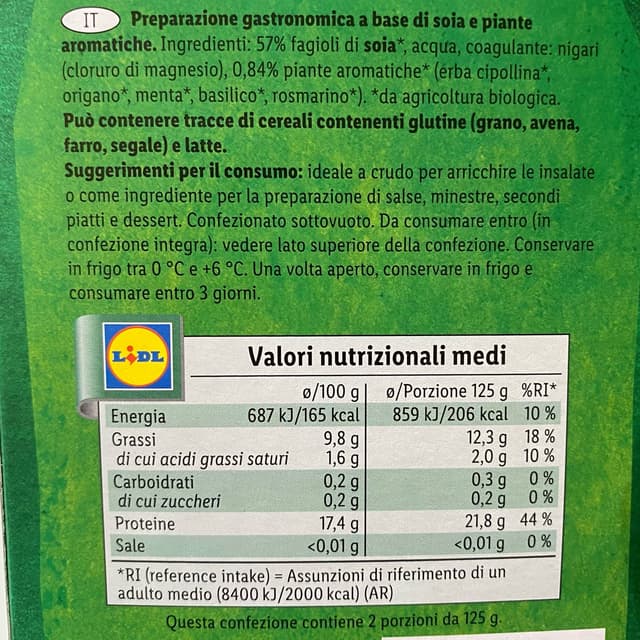 IT Preparazione gastronomica a base di soia e piante
aromatiche. Ingredienti: 57% fagioli di soia*, acqua, coagulante: nigari
(cloruro di magnesio), 0,84% piante aromatiche* (erba cipollina*,
origano*, menta*, basilico*, rosmarino*). *da agricoltura biologica.
Può contenere tracce di cereali contenenti glutine (grano, avena,
farro, segale) e latte.
Suggerimenti per il consumo: ideale a crudo per arricchire le insalate
o come ingrediente per la preparazione di salse, minestre, secondi
piatti e dessert. Confezionato sottovuoto. Da consumare entro (in
confezione integra): vedere lato superiore della confezione. Conservare
in frigo tra 0 °C e +6 °C. Una volta aperto, conservare in frigo e
consumare entro 3 giorni.
LIDL
Valori nutrizionali medi
ø/100 g ø/Porzione 125 g %RI*
Energia 687 kJ/165 kcal 859 kJ/206 kcal 10 %
Grassi 9,8 g 12,3 g 18 %
di cui acidi grassi saturi 1,6 g 2,0 g 10 %
Carboidrati 0,2 g 0,3 g 0 %
di cui zuccheri 0,2 g 0,2 g 0 %
Proteine 17,4 g 21,8 g 44 %
Sale <0,01 g <0,01 g 0 %
*RI (reference intake) = Assunzioni di riferimento di un
adulto medio (8400 kJ/2000 kcal) (AR)
Questa confezione contiene 2 porzioni da 125 g.